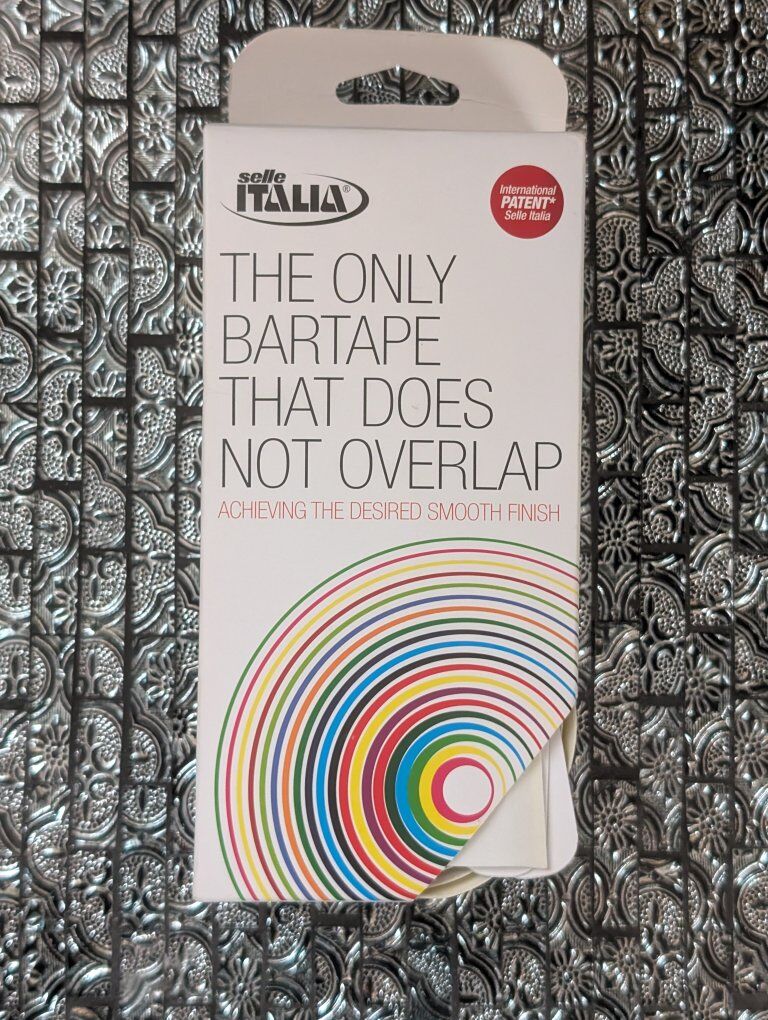 selle
ITALIA®
International
PATENT*
Selle Italia
THE ONLY
BARTAPE
THAT DOES
NOT OVERLAP
ACHIEVING THE DESIRED SMOOTH FINISH